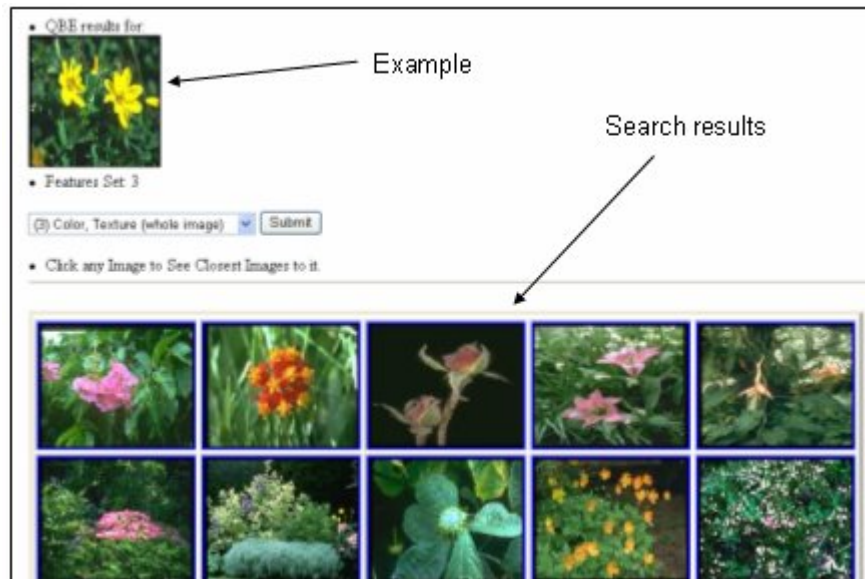 • QBE results for
Example
Search results
• Features Set: 3
(3) Color, Texture (whole image) Submit
• Click any Image to See Closest Images to it.